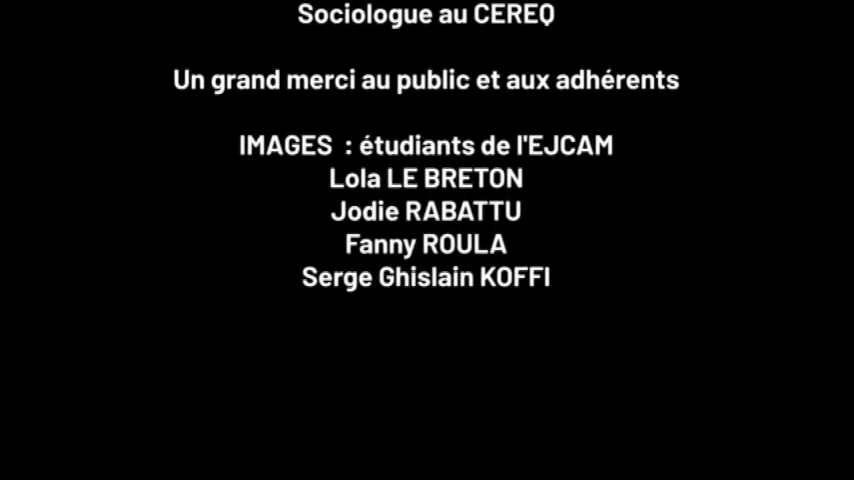 Sociologue au CEREQ
Un grand merci au public et aux adhérents
IMAGES : étudiants de l'EJCAM
Lola LE BRETON
Jodie RABATTU
Fanny ROULA
Serge Ghislain KOFFI